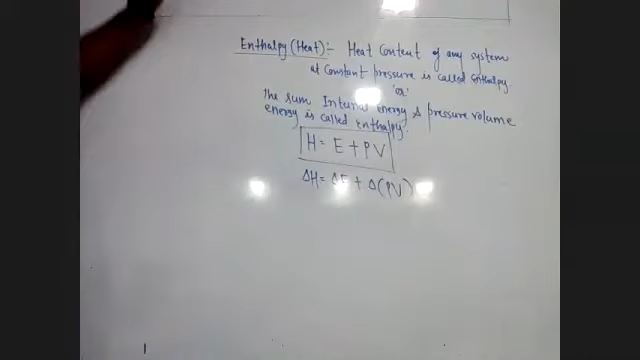 Enthalpy (Heat):- Heat Content of any system
at Constant pressure is called Enthalpy.
'or'
The sum Internal energy & pressure volume
energy is called Enthalpy.
H = E + PV
ΔH = ΔE + Δ(PV)